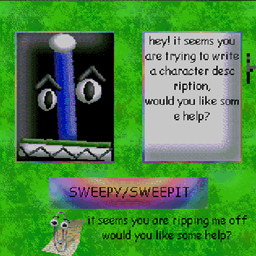 hey! it seems you
are trying to write
a character desc
ription,
would you like som
e help?
SWEEPY/SWEEPIT
it seems you are ripping me off
would you like some help?